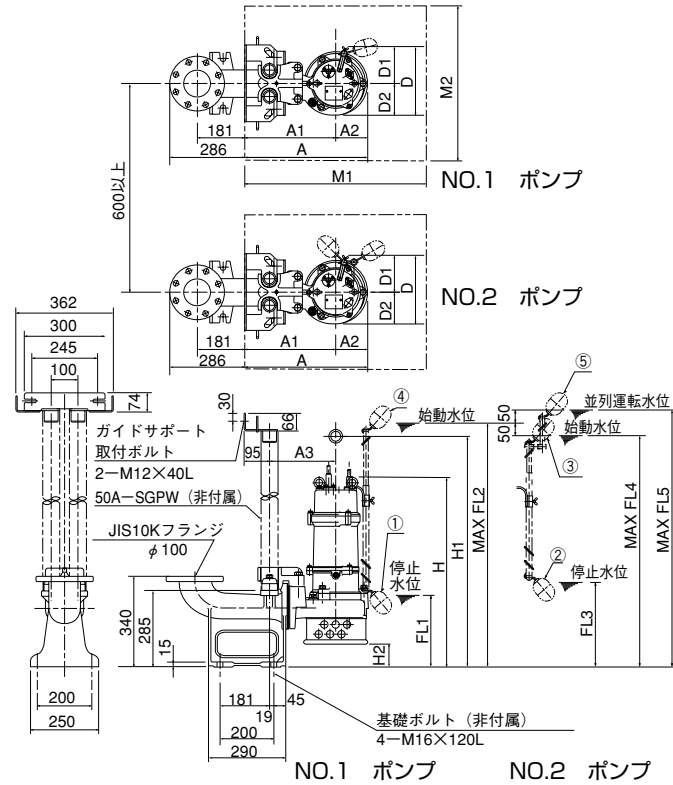 D1
D2
D
M2
181
A1
A2
286
A
M1
NO.1 ポンプ
600以上
D1
D2
D
NO.2 ポンプ
181
A1
A2
286
A
362
300
245
100
74
ガイドサポート
取付ボルト
2-M12×40L
50A-SGPW(非付属)
JIS10Kフランジ
φ100
30
66
95
A3
④
始動水位
①
停止
水位
⑤
並列運転水位
50
50
始動水位
③
②
停止水位
H
H1
H2
FL1
MAX FL2
FL3
MAX FL4
MAX FL5
340
285
15
200
250
181
45
19
200
290
基礎ボルト(非付属)
4-M16×120L
NO.1 ポンプ
NO.2 ポンプ